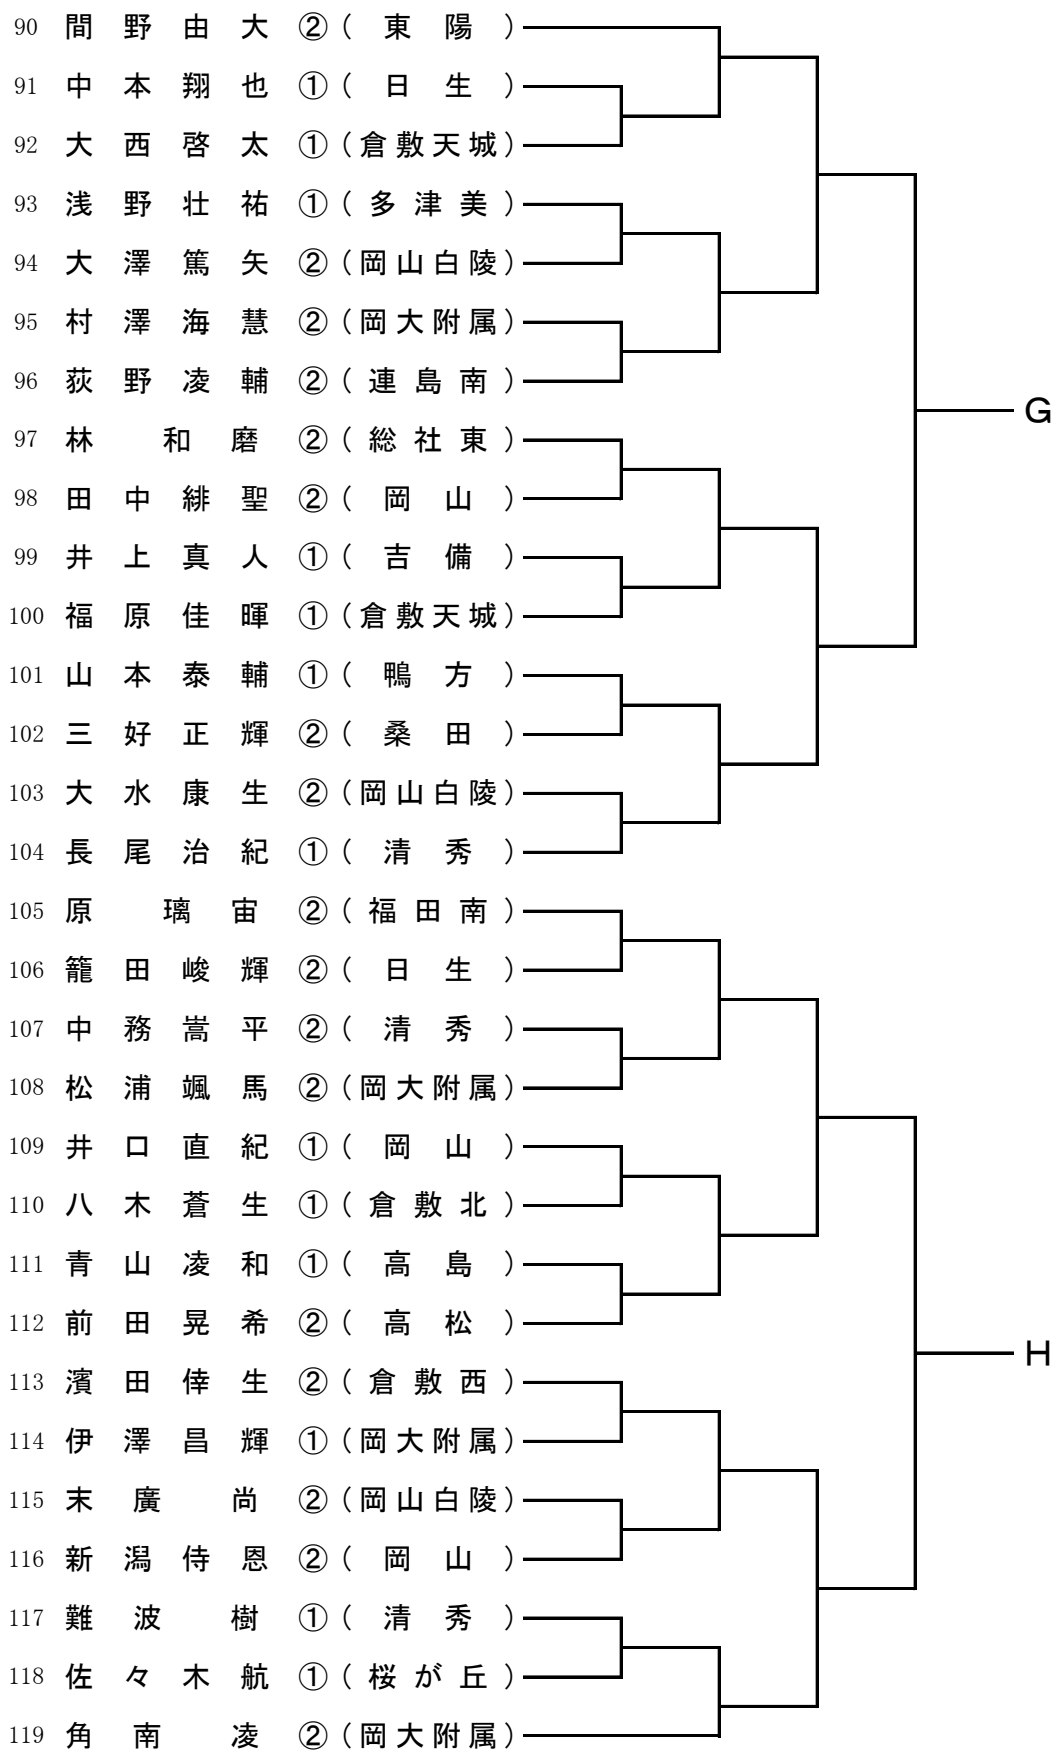 90 間野由大 ② (東陽)
91 中本翔也 ① (日生)
92 大西啓太 ① (倉敷天城)
93 浅野壮祐 ① (多津美)
94 大澤篤矢 ② (岡山白陵)
95 村澤海慧 ② (岡大附属)
96 荻野凌輔 ② (連島南)
G
97 林 和磨 ② (総社東)
98 田中緋聖 ② (岡山)
99 井上真人 ① (吉備)
100 福原佳暉 ① (倉敷天城)
101 山本泰輔 ① (鴨方)
102 三好正輝 ② (桑田)
103 大水康生 ② (岡山白陵)
104 長尾治紀 ① (清秀)
105 原 璃宙 ② (福田南)
106 籠田峻輝 ② (日生)
107 中務嵩平 ② (清秀)
108 松浦颯馬 ② (岡大附属)
109 井口直紀 ① (岡山)
110 八木蒼生 ① (倉敷北)
111 青山凌和 ① (高島)
112 前田晃希 ② (高松)
H
113 濱田倖生 ② (倉敷西)
114 伊澤昌輝 ① (岡大附属)
115 末廣 尚 ② (岡山白陵)
116 新潟侍恩 ② (岡山)
117 難波 樹 ① (清秀)
118 佐々木航 ① (桜が丘)
119 角南 凌 ② (岡大附属)